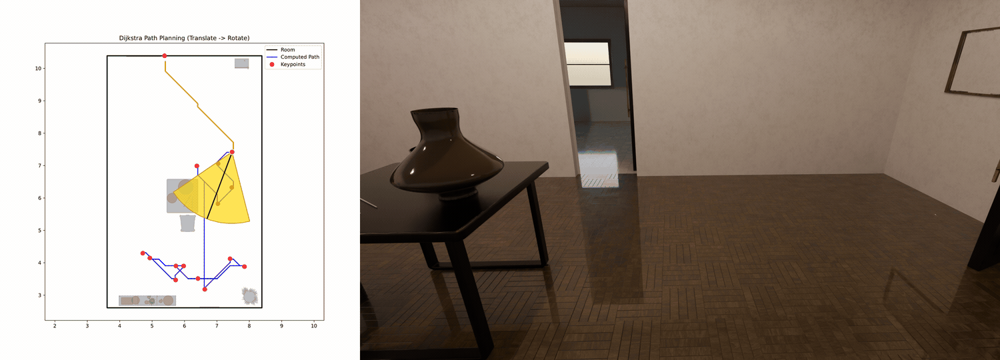 Dijkstra Path Planning (Translate -> Rotate)
Room
Computed Path
Keypoints
10
9
8
7
6
5
4
3
2 3 4 5 6 7 8 9 10